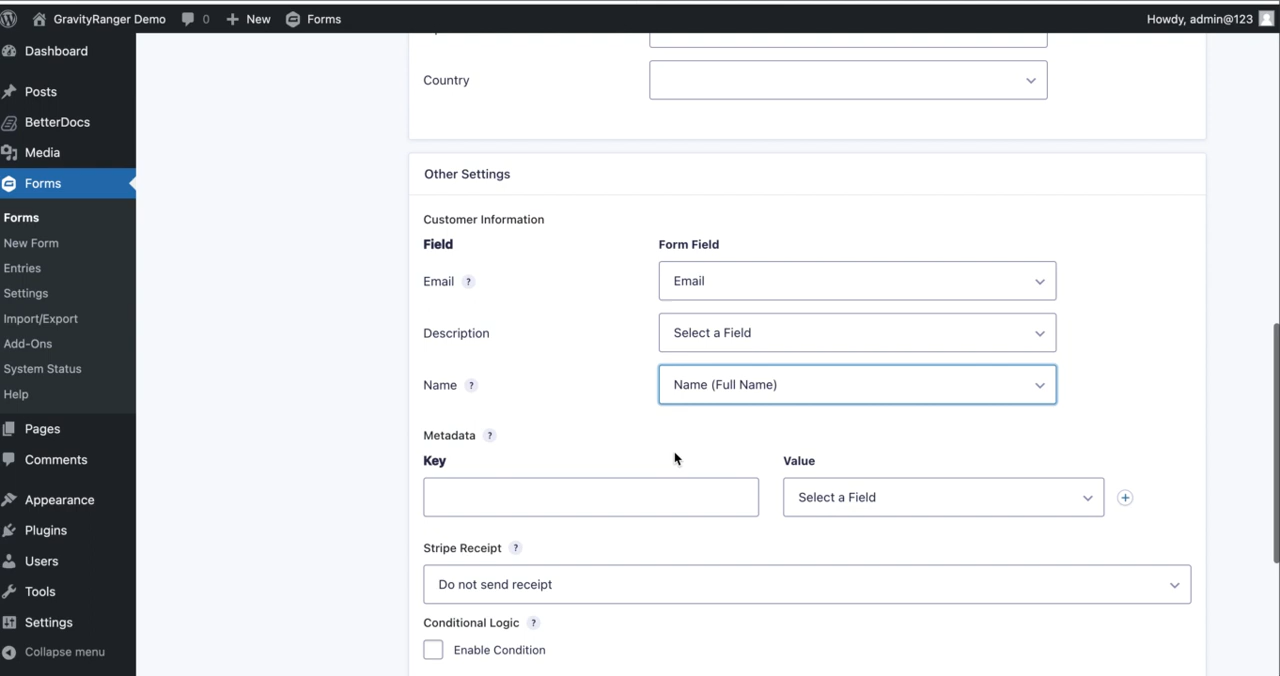 GravityRanger Demo 0 New Forms Howdy, admin@123
Dashboard
Posts
BetterDocs
Media
Forms
Forms
New Form
Entries
Settings
Import/Export
Add-Ons
System Status
Help
Pages
Comments
Appearance
Plugins
Users
Tools
Settings
Collapse menu
Country
Other Settings
Customer Information
Field Form Field
Email ? Email
Description Select a Field
Name ? Name (Full Name)
Metadata ?
Key Value
Select a Field
Stripe Receipt ?
Do not send receipt
Conditional Logic ?
Enable Condition